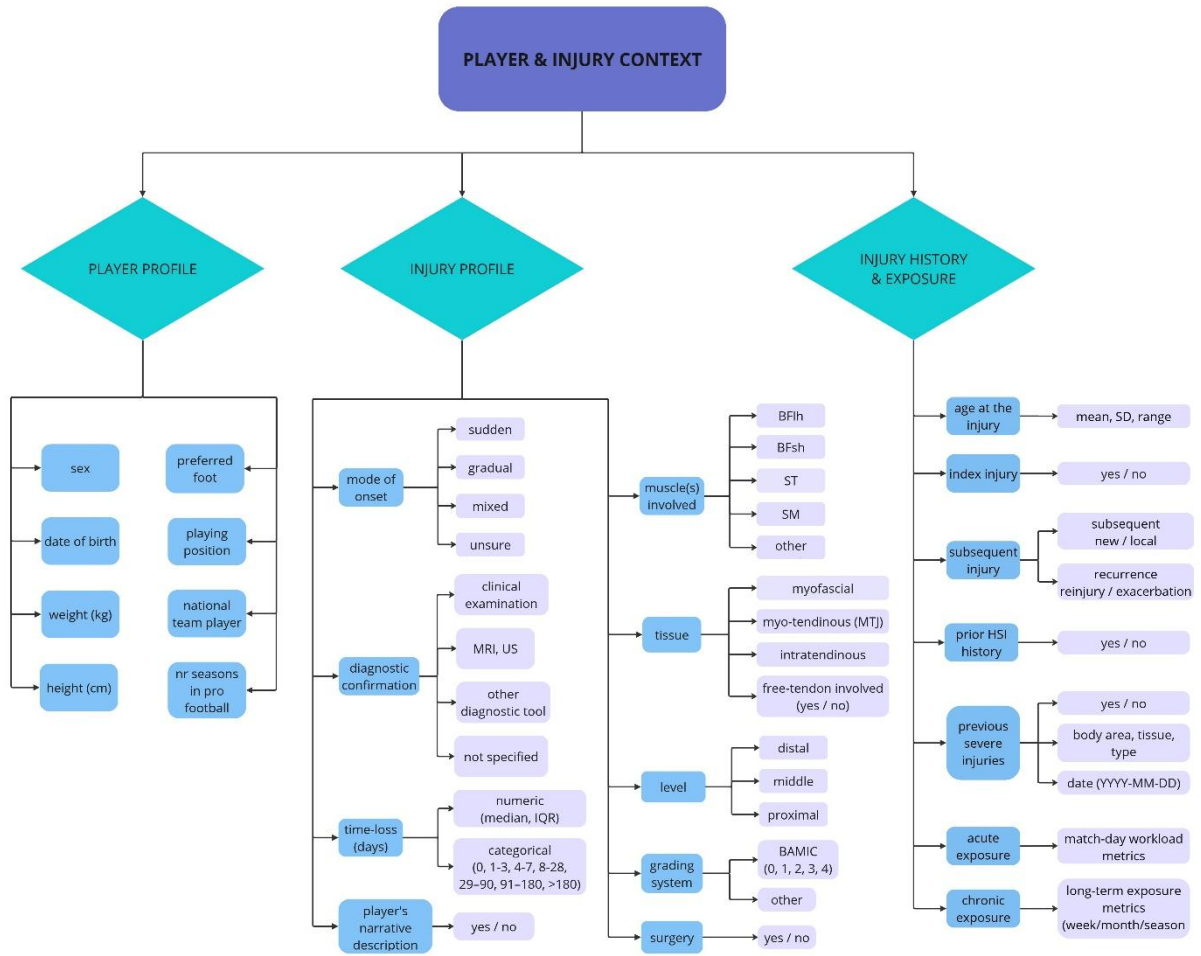 PLAYER & INJURY CONTEXT
PLAYER PROFILE
INJURY PROFILE
INJURY HISTORY
& EXPOSURE
sex
date of birth
weight (kg)
height (cm)
preferred
foot
playing
position
national
team player
nr seasons
in pro
football
mode of
onset
sudden
gradual
mixed
unsure
diagnostic
confirmation
clinical
examination
MRI, US
other
diagnostic tool
not specified
time-loss
(days)
numeric
(median, IQR)
categorical
(0, 1-3, 4-7, 8-28,
29–90, 91–180, >180)
player's
narrative
description
yes / no
muscle(s)
involved
BFlh
BFsh
ST
SM
other
tissue
myofascial
myo-tendinous (MTJ)
intratendinous
free-tendon involved
(yes / no)
level
distal
middle
proximal
grading
system
BAMIC
(0, 1, 2, 3, 4)
other
surgery
yes / no
age at the
injury
mean, SD, range
index injury
yes / no
subsequent
injury
subsequent
new / local
recurrence
reinjury / exacerbation
prior HSI
history
yes / no
previous
severe
injuries
yes / no
body area, tissue,
type
date (YYYY-MM-DD)
acute
exposure
match-day workload
metrics
chronic
exposure
long-term exposure
metrics
(week/month/season